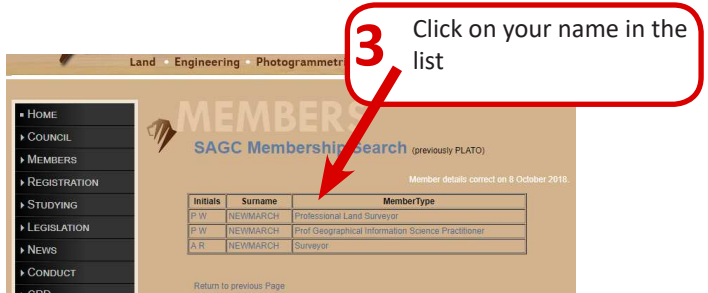 3 Click on your name in the
list
Land • Engineering • Photogrammetri
HOME
COUNCIL
MEMBERS
REGISTRATION
STUDYING
LEGISLATION
NEWS
CONDUCT
CPD
MEMBERS
SAGC Membership Search (previously PLATO)
Member details correct on 8 October 2018.
Initials Surname MemberType
P W NEWMARCH Professional Land Surveyor
P W NEWMARCH Prof Geographical Information Science Practitioner
A R NEWMARCH Surveyor
Return to previous Page